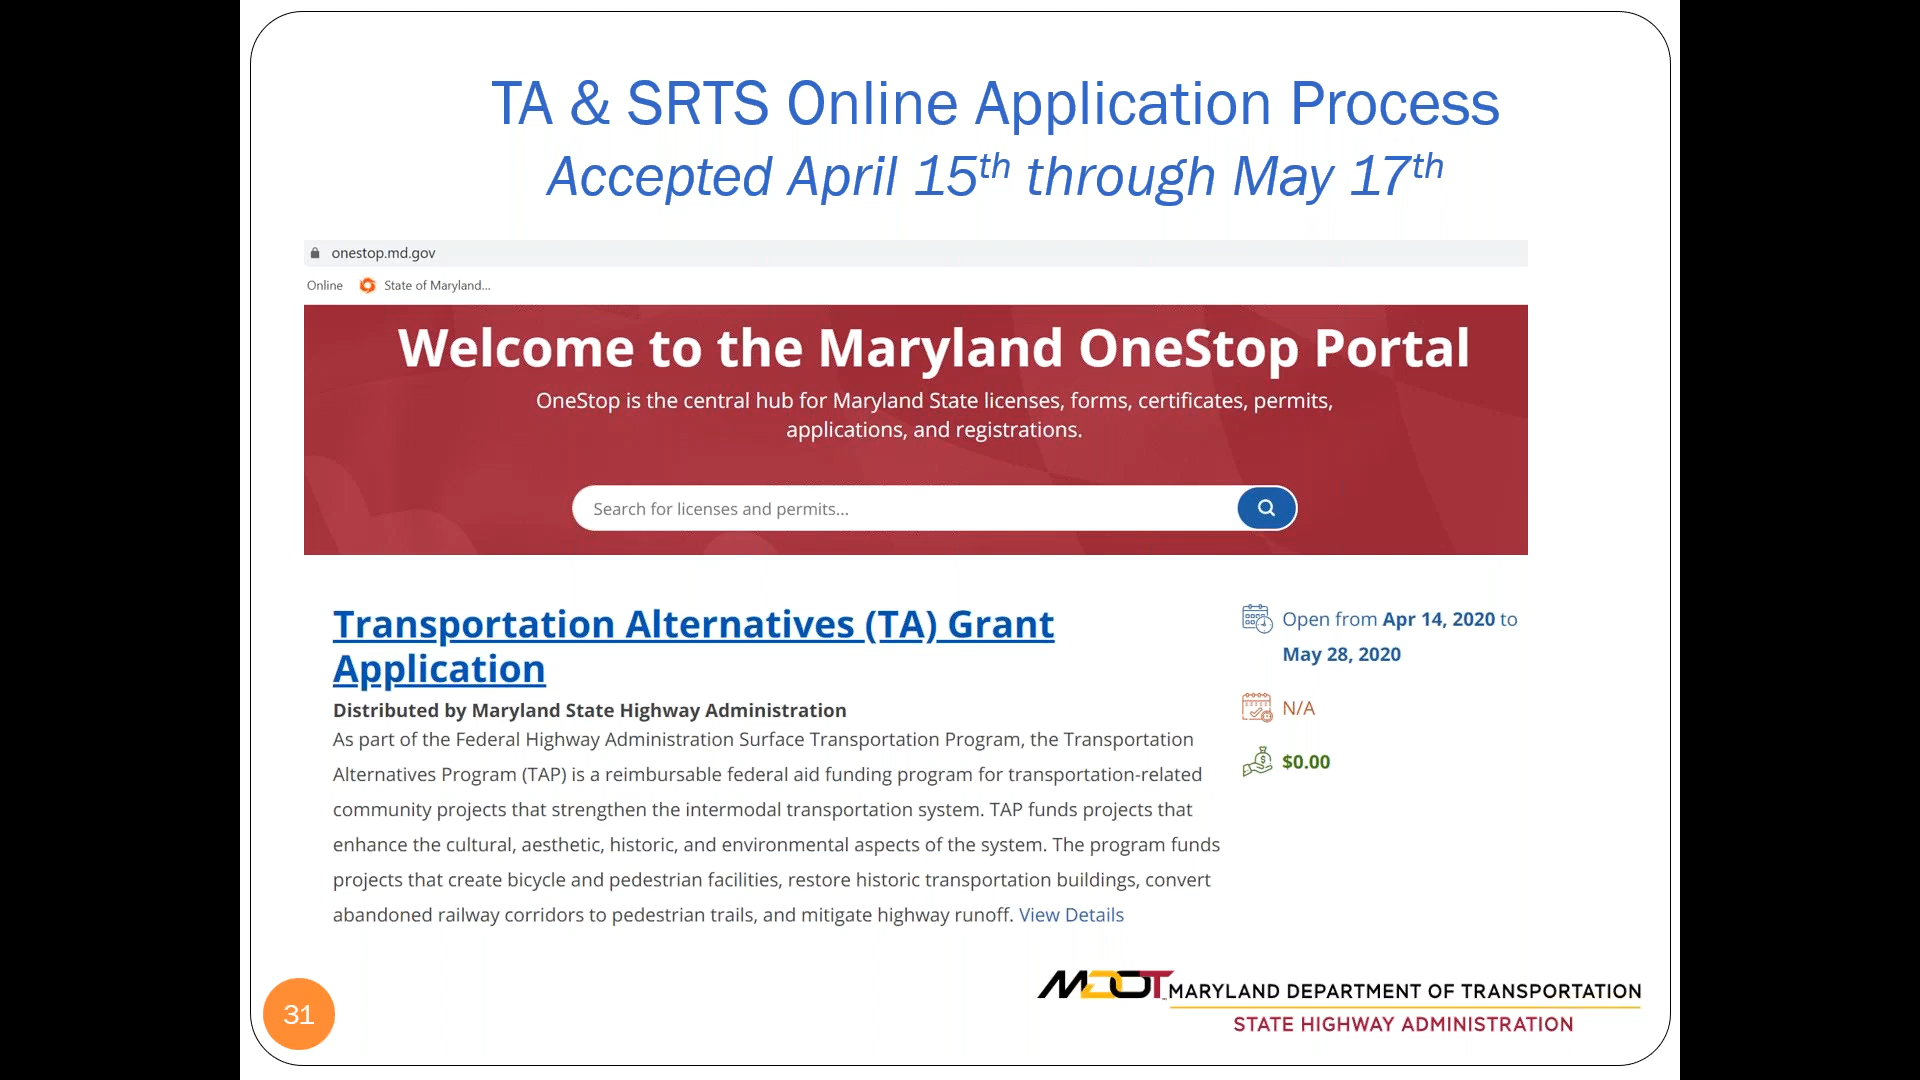 TA & SRTS Online Application Process
Accepted April 15th through May 17th
onestop.md.gov
Online State of Maryland...
Welcome to the Maryland OneStop Portal
OneStop is the central hub for Maryland State licenses, forms, certificates, permits,
applications, and registrations.
Search for licenses and permits...
Transportation Alternatives (TA) Grant
Application
Distributed by Maryland State Highway Administration
As part of the Federal Highway Administration Surface Transportation Program, the Transportation
Alternatives Program (TAP) is a reimbursable federal aid funding program for transportation-related
community projects that strengthen the intermodal transportation system. TAP funds projects that
enhance the cultural, aesthetic, historic, and environmental aspects of the system. The program funds
projects that create bicycle and pedestrian facilities, restore historic transportation buildings, convert
abandoned railway corridors to pedestrian trails, and mitigate highway runoff. View Details
Open from Apr 14, 2020 to
May 28, 2020
N/A
$0.00
31
MDOT MARYLAND DEPARTMENT OF TRANSPORTATION
STATE HIGHWAY ADMINISTRATION